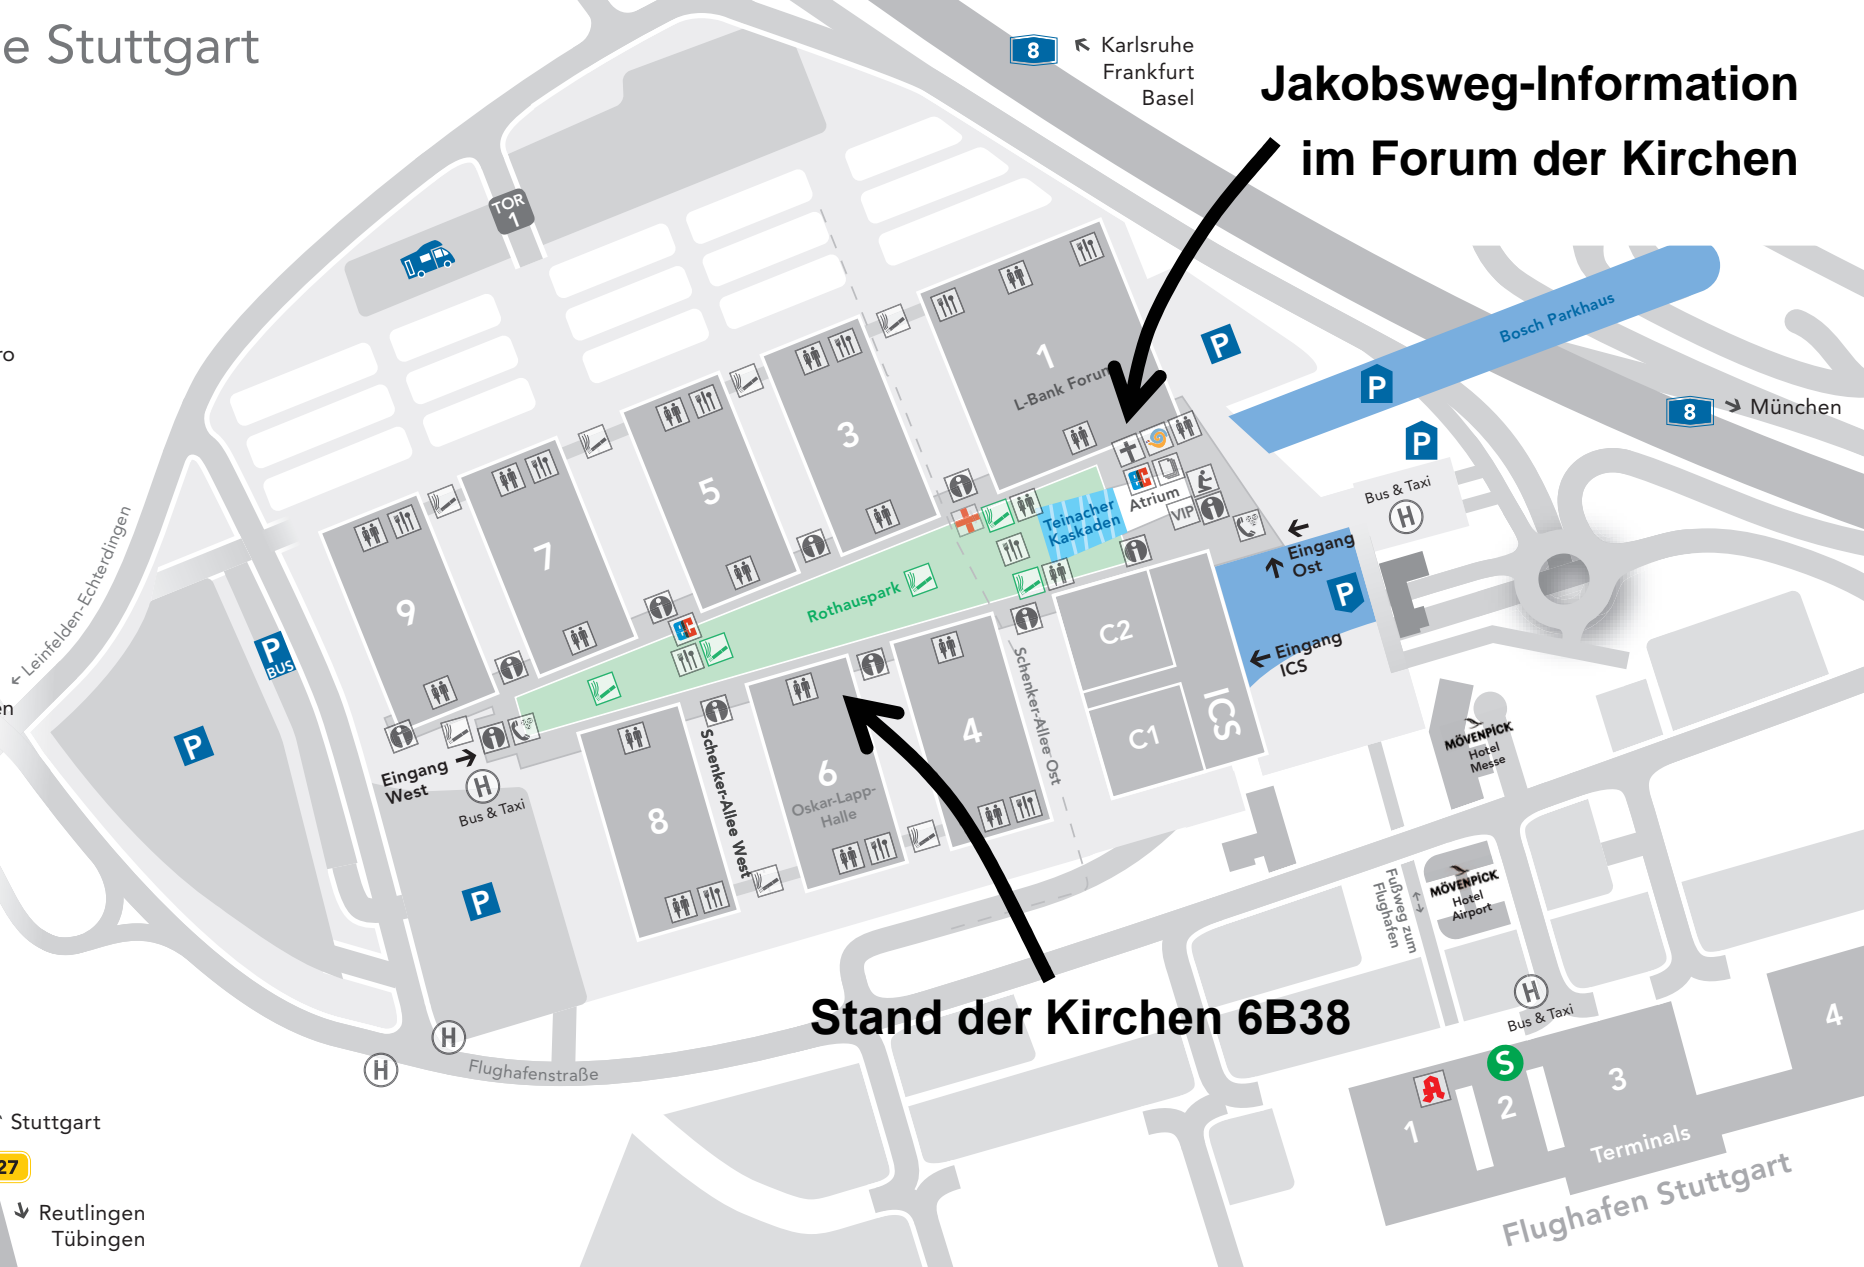 e Stuttgart
8
Karlsruhe
Frankfurt
Basel
Jakobsweg-Information
im Forum der Kirchen
TOR
1
Bosch Parkhaus
P
P
P
8
München
ro
1
L-Bank Forum
3
5
7
9
Bus & Taxi
H
Atrium
VIP
Teinacher
Kaskaden
Eingang
Ost
P
Eingang
ICS
Rothauspark
← Leinfelden-Echterdingen
en
P
BUS
P
C2
C1
ICS
Schenker-Allee Ost
4
6
Oskar-Lapp-
Halle
8
Schenker-Allee West
Eingang
West
H
Bus & Taxi
P
MÖVENPICK
Hotel
Messe
MÖVENPICK
Hotel
Airport
Fußweg zum
Flughafen
Stand der Kirchen 6B38
H
Bus & Taxi
S
H
H
Flughafenstraße
1
2
3
4
Terminals
Flughafen Stuttgart
Stuttgart
27
Reutlingen
Tübingen